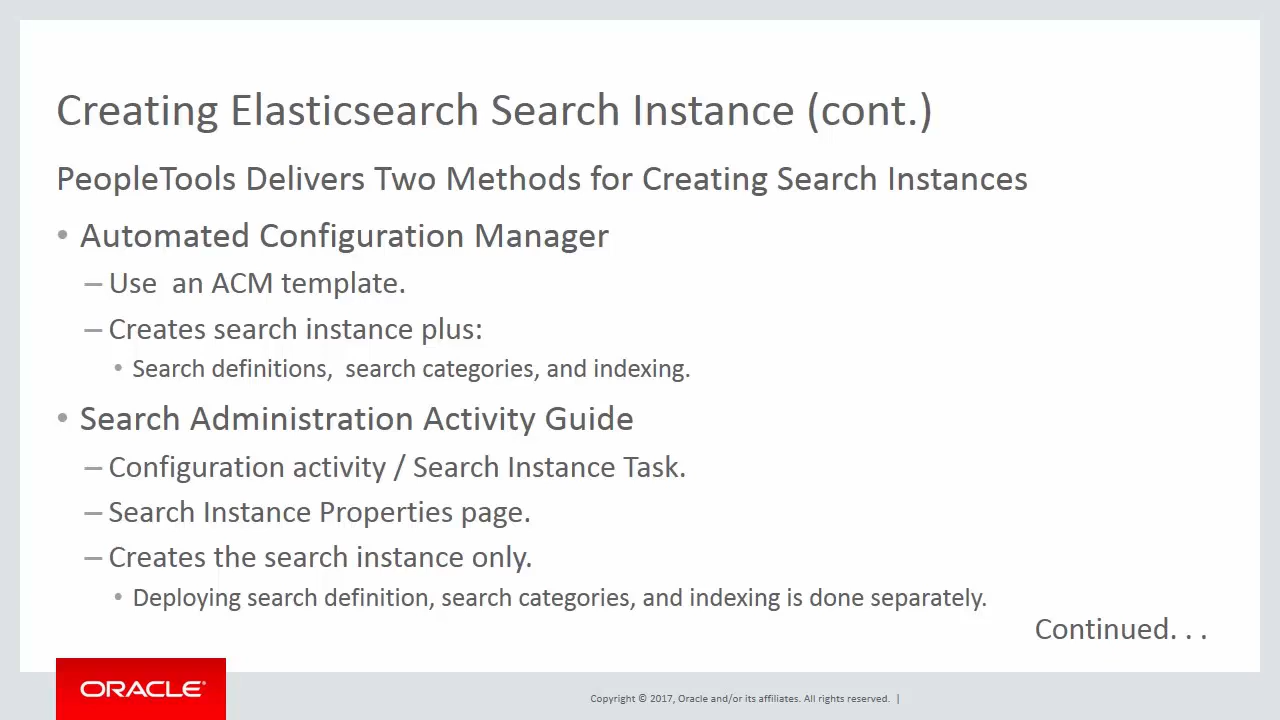 Creating Elasticsearch Search Instance (cont.)
PeopleTools Delivers Two Methods for Creating Search Instances
• Automated Configuration Manager
– Use  an ACM template.
– Creates search instance plus:
• Search definitions,  search categories, and indexing.
• Search Administration Activity Guide
– Configuration activity / Search Instance Task.
– Search Instance Properties page.
– Creates the search instance only.
• Deploying search definition, search categories, and indexing is done separately.
Continued. . .
ORACLE®
Copyright © 2017, Oracle and/or its affiliates. All rights reserved. |